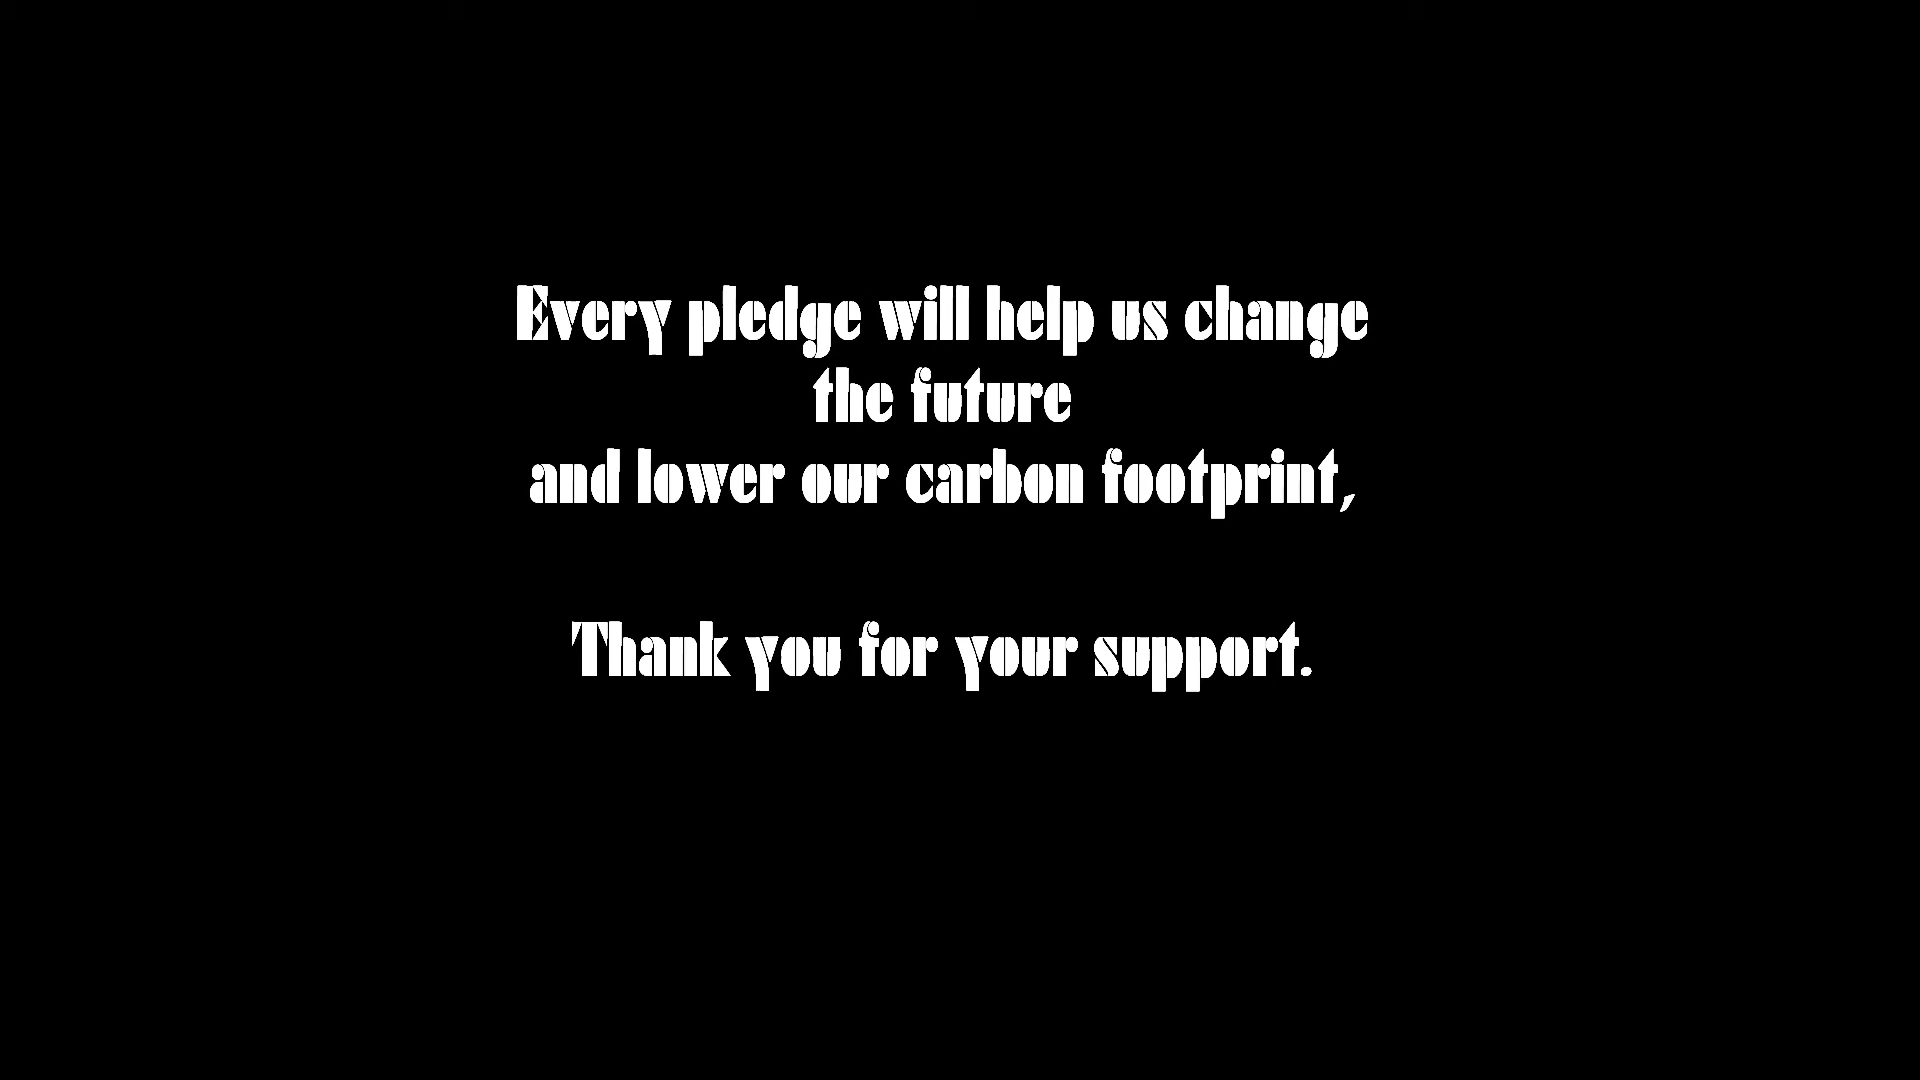 Every pledge will help us change
the future
and lower our carbon footprint,
Thank you for your support.